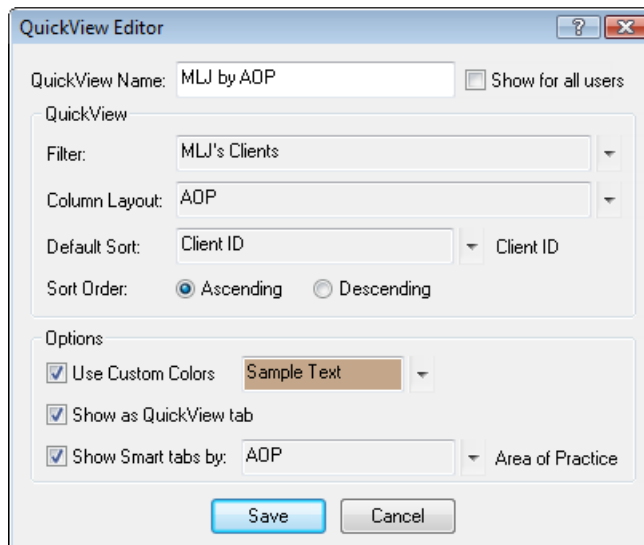 QuickView Editor
QuickView Name: MLJ by AOP Show for all users
QuickView
Filter: MLJ's Clients
Column Layout: AOP
Default Sort: Client ID Client ID
Sort Order: Ascending Descending
Options
Use Custom Colors Sample Text
Show as QuickView tab
Show Smart tabs by: AOP Area of Practice
Save Cancel